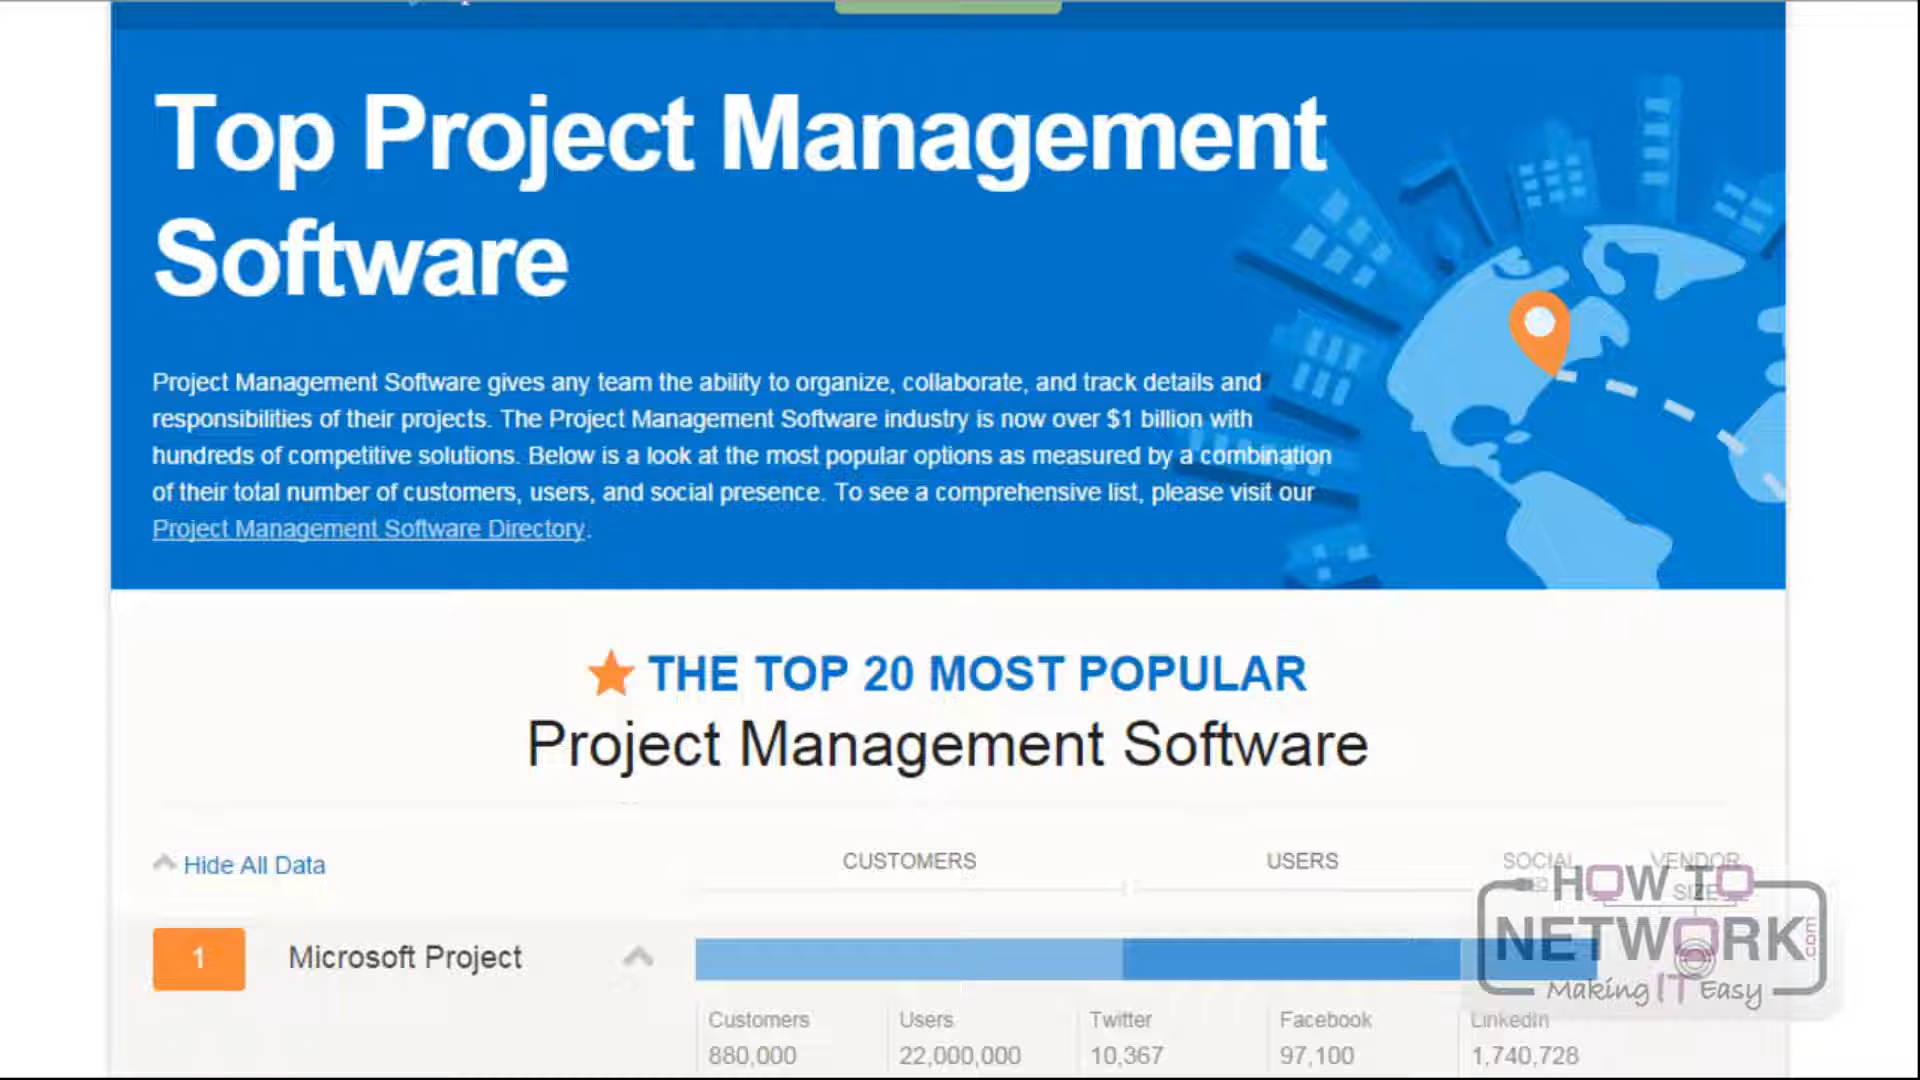 Top Project Management
Software
Project Management Software gives any team the ability to organize, collaborate, and track details and
responsibilities of their projects. The Project Management Software industry is now over $1 billion with
hundreds of competitive solutions. Below is a look at the most popular options as measured by a combination
of their total number of customers, users, and social presence. To see a comprehensive list, please visit our
Project Management Software Directory.
THE TOP 20 MOST POPULAR
Project Management Software
Hide All Data
CUSTOMERS
USERS
SOCIAL
VENDOR
SIZE
1
Microsoft Project
Customers
880,000
Users
22,000,000
Twitter
10,367
Facebook
97,100
LinkedIn
1,740,728
HOW TO
NETWORK.com
Making IT Easy